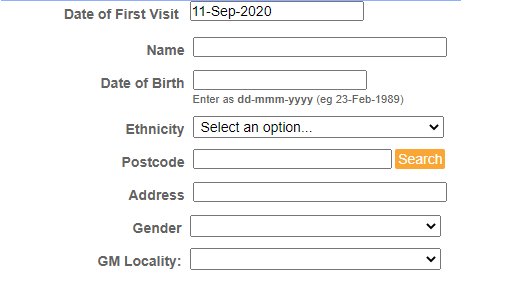 Date of First Visit 11-Sep-2020
Name
Date of Birth
Enter as dd-mmm-yyyy (eg 23-Feb-1989)
Ethnicity Select an option...
Postcode Search
Address
Gender
GM Locality: